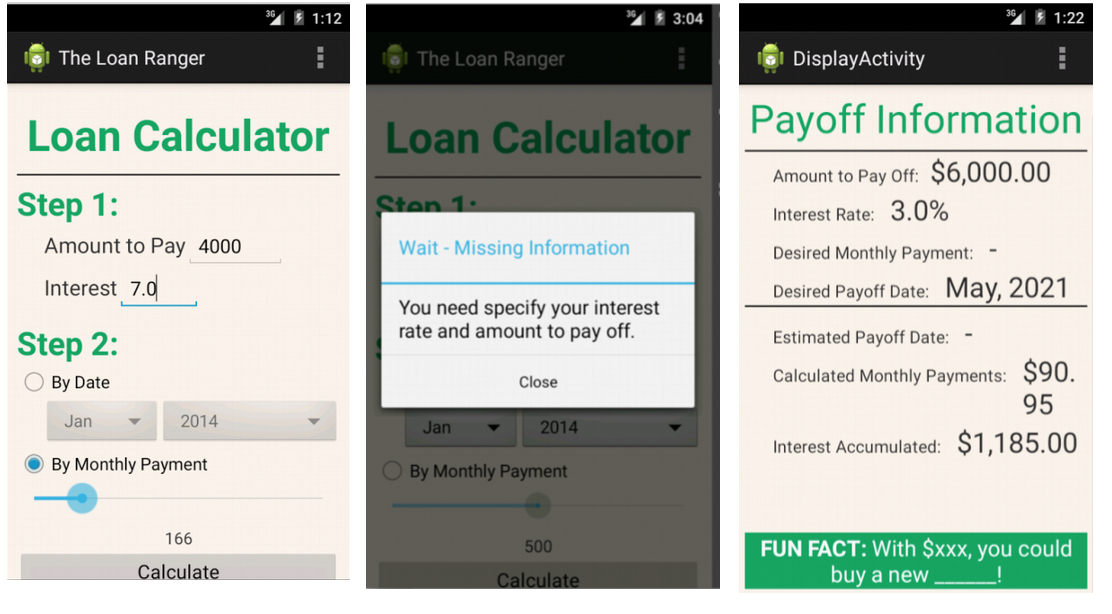 3G 1:12
The Loan Ranger
Loan Calculator
Step 1:
Amount to Pay 4000
Interest 7.0
Step 2:
By Date
Jan 2014
By Monthly Payment
166
Calculate
3G 3:04
The Loan Ranger
Loan Calculator
Step 1:
Wait - Missing Information
You need specify your interest
rate and amount to pay off.
Close
Jan 2014
By Monthly Payment
500
Calculate
3G 1:22
DisplayActivity
Payoff Information
Amount to Pay Off: $6,000.00
Interest Rate: 3.0%
Desired Monthly Payment: -
Desired Payoff Date: May, 2021
Estimated Payoff Date: -
Calculated Monthly Payments: $90.
95
Interest Accumulated: $1,185.00
FUN FACT: With $xxx, you could
buy a new ______!